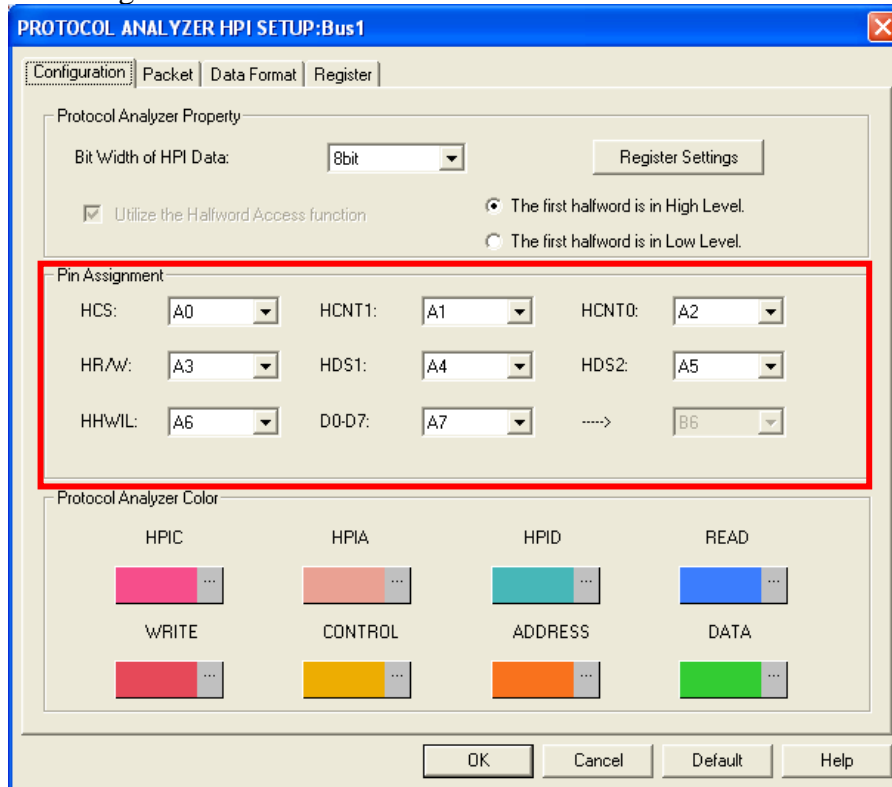 PROTOCOL ANALYZER HPI SETUP:Bus1
Configuration Packet Data Format Register
Protocol Analyzer Property
Bit Width of HPI Data: 8bit Register Settings
Utilize the Halfword Access function
The first halfword is in High Level.
The first halfword is in Low Level.
Pin Assignment
HCS: A0 HCNT1: A1 HCNT0: A2
HR/W: A3 HDS1: A4 HDS2: A5
HHWIL: A6 D0-D7: A7 ----> B6
Protocol Analyzer Color
HPIC HPIA HPID READ
... ... ... ...
WRITE CONTROL ADDRESS DATA
... ... ... ...
OK Cancel Default Help